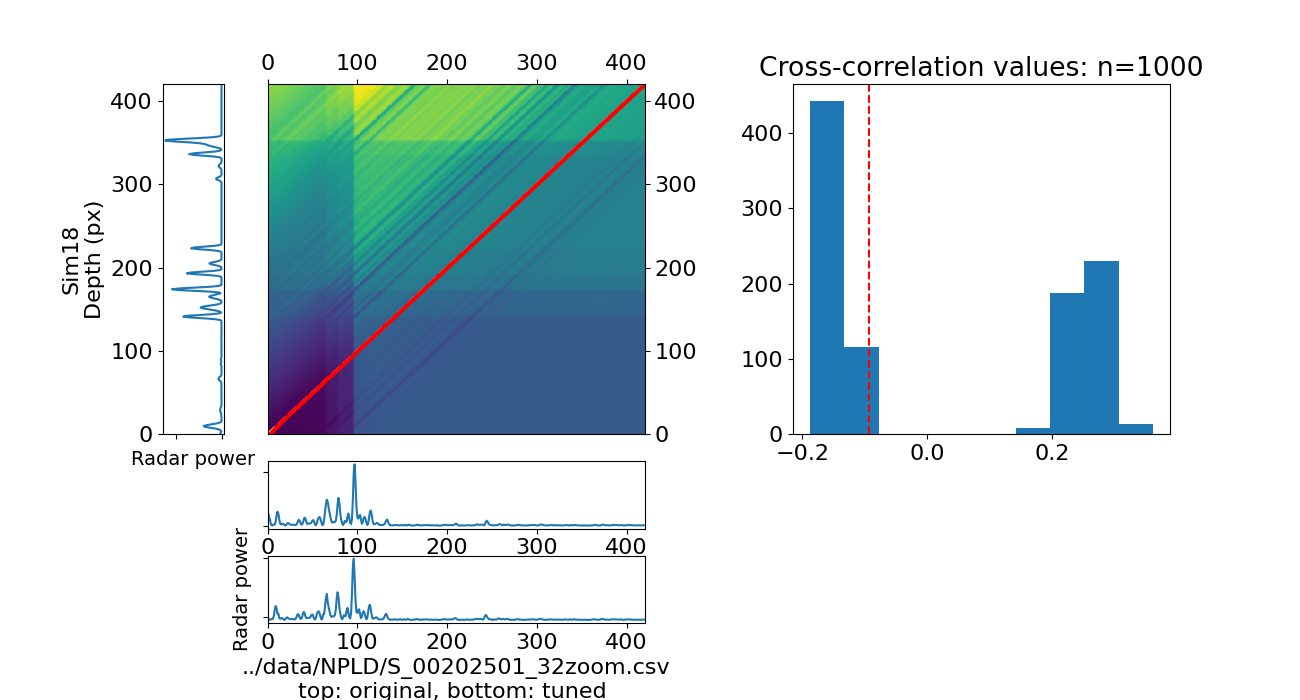 0 100 200 300 400
Cross-correlation values: n=1000
400
300
200
100
0
Sim18
Depth (px)
Radar power
400
300
200
100
0
400
300
200
100
0
−0.2 0.0 0.2
0 100 200 300 400
Radar power
0 100 200 300 400
../data/NPLD/S_00202501_32zoom.csv
top: original, bottom: tuned